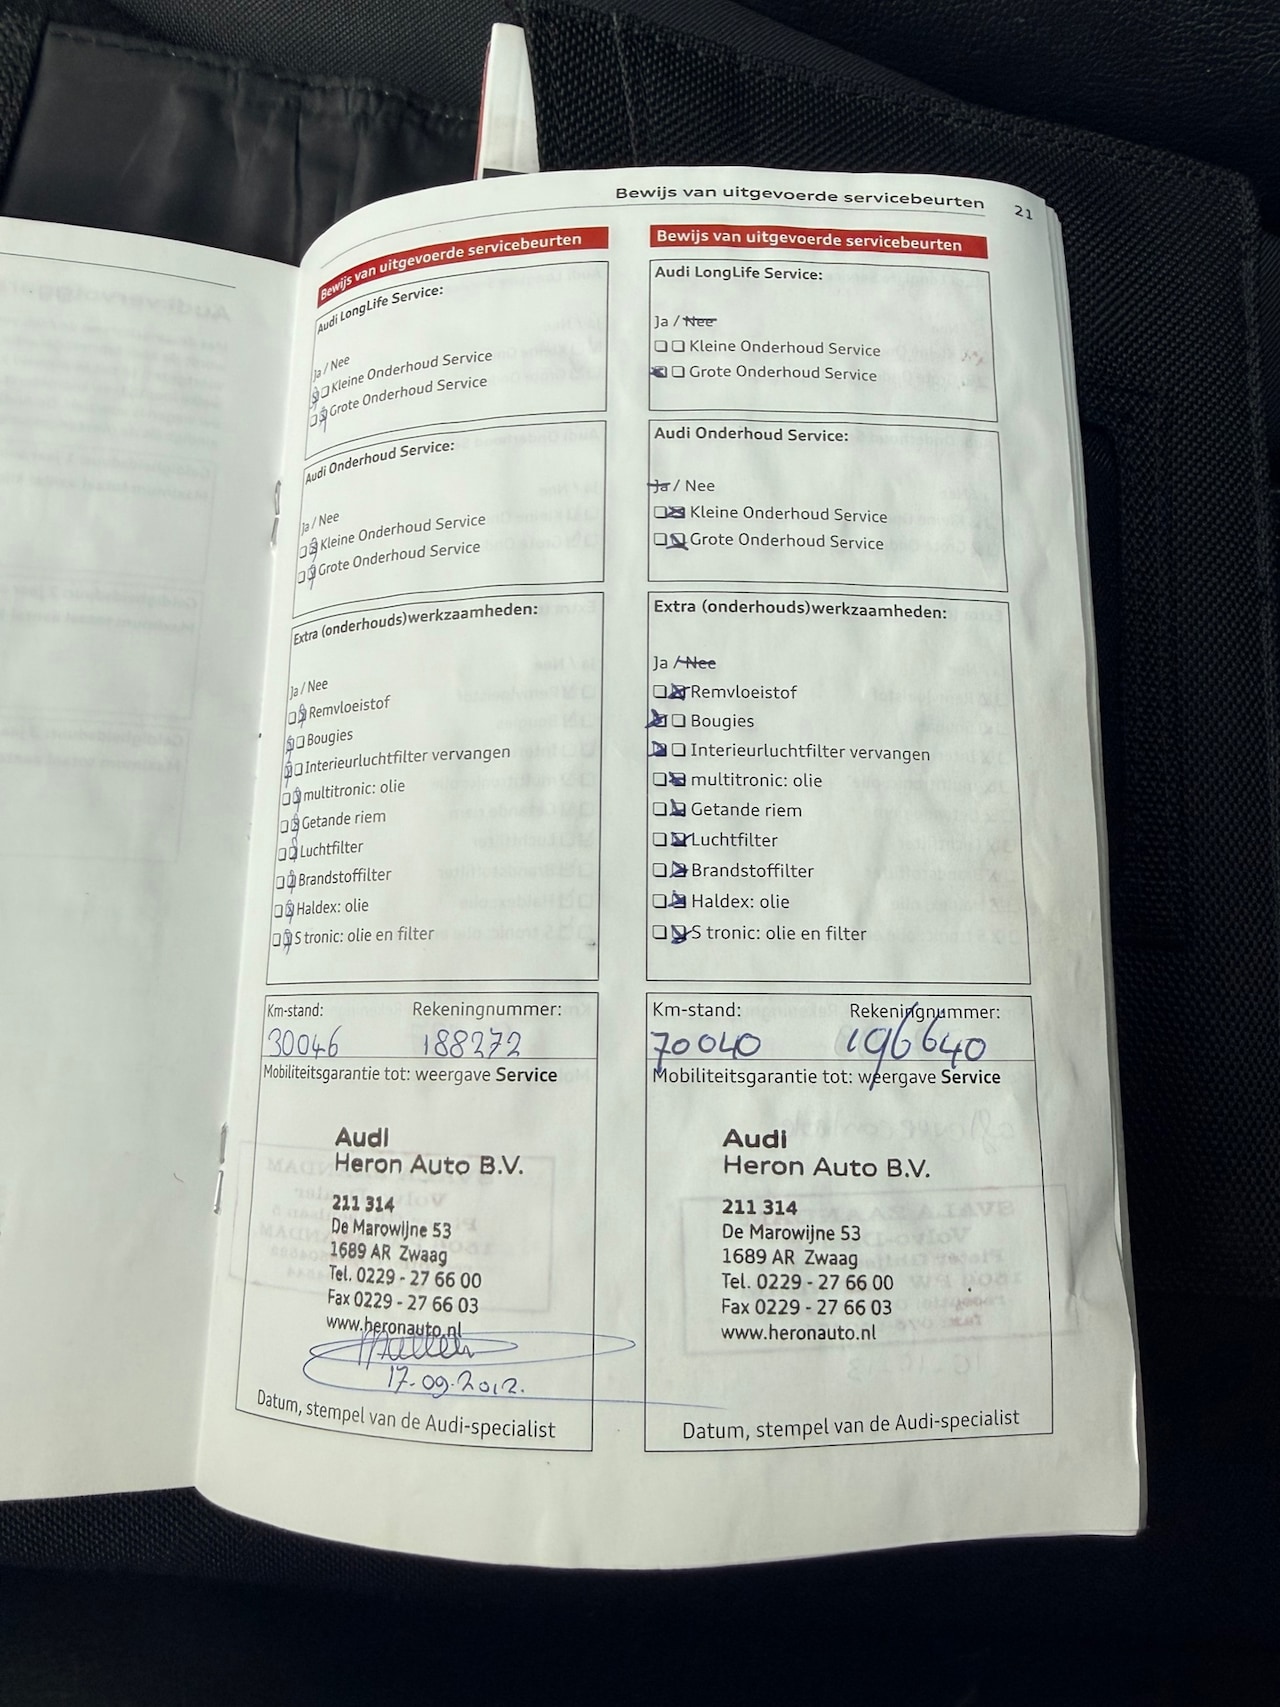 Bewijs van uitgevoerde servicebeurten 21
Bewijs van uitgevoerde servicebeurten
Audi LongLife Service:
Ja / Nee
Kleine Onderhoud Service
Grote Onderhoud Service
Audi Onderhoud Service:
Ja / Nee
Kleine Onderhoud Service
Grote Onderhoud Service
Extra (onderhouds)werkzaamheden:
Ja / Nee
Remvloeistof
Bougies
Interieurluchtfilter vervangen
multitronic: olie
Getande riem
Luchtfilter
Brandstoffilter
Haldex: olie
S tronic: olie en filter
Km-stand: Rekeningnummer:
30046 188272
Mobiliteitsgarantie tot: weergave Service
Audi
Heron Auto B.V.
211 314
De Marowijne 53
1689 AR Zwaag
Tel. 0229 - 27 66 00
Fax 0229 - 27 66 03
www.heronauto.nl
17.09.2012.
Datum, stempel van de Audi-specialist
Bewijs van uitgevoerde servicebeurten
Audi LongLife Service:
Ja / Nee
Kleine Onderhoud Service
Grote Onderhoud Service
Audi Onderhoud Service:
Ja / Nee
Kleine Onderhoud Service
Grote Onderhoud Service
Extra (onderhouds)werkzaamheden:
Ja / Nee
Remvloeistof
Bougies
Interieurluchtfilter vervangen
multitronic: olie
Getande riem
Luchtfilter
Brandstoffilter
Haldex: olie
S tronic: olie en filter
Km-stand: Rekeningnummer:
70040 196640
Mobiliteitsgarantie tot: weergave Service
Audi
Heron Auto B.V.
211 314
De Marowijne 53
1689 AR Zwaag
Tel. 0229 - 27 66 00
Fax 0229 - 27 66 03
www.heronauto.nl
Datum, stempel van de Audi-specialist